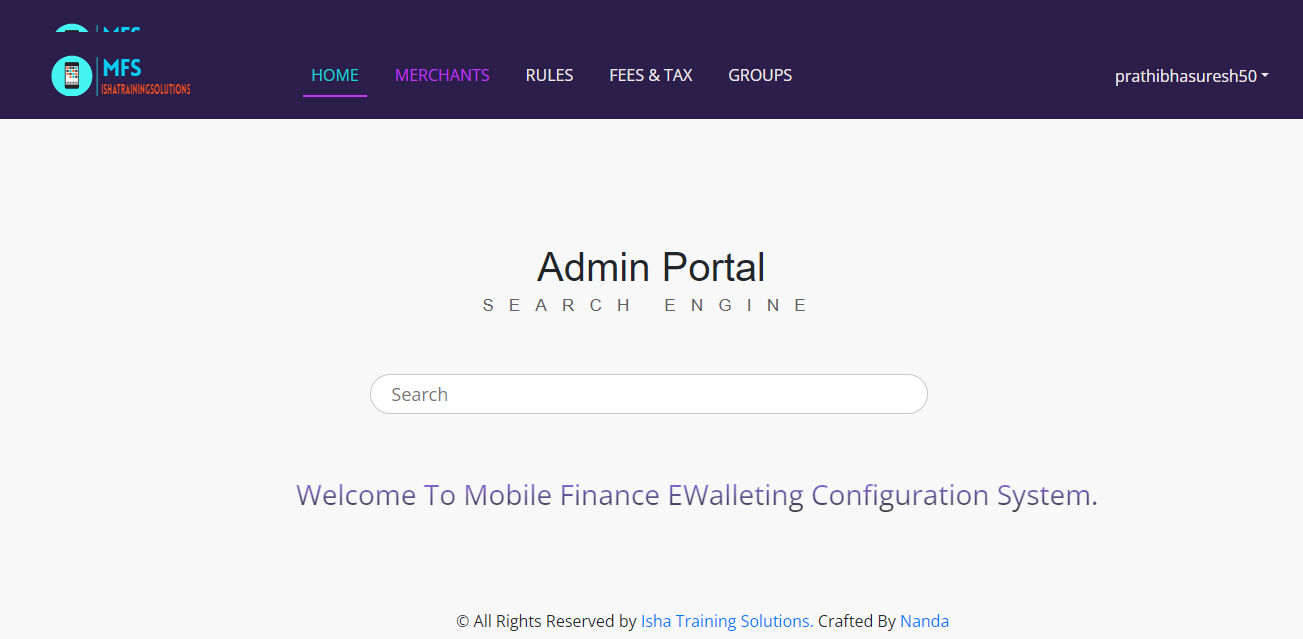 MFS
ISHATRAININGSOLUTIONS
HOME MERCHANTS RULES FEES & TAX GROUPS prathibhasuresh50
Admin Portal
SEARCH ENGINE
Search
Welcome To Mobile Finance EWalleting Configuration System.
© All Rights Reserved by Isha Training Solutions. Crafted By Nanda